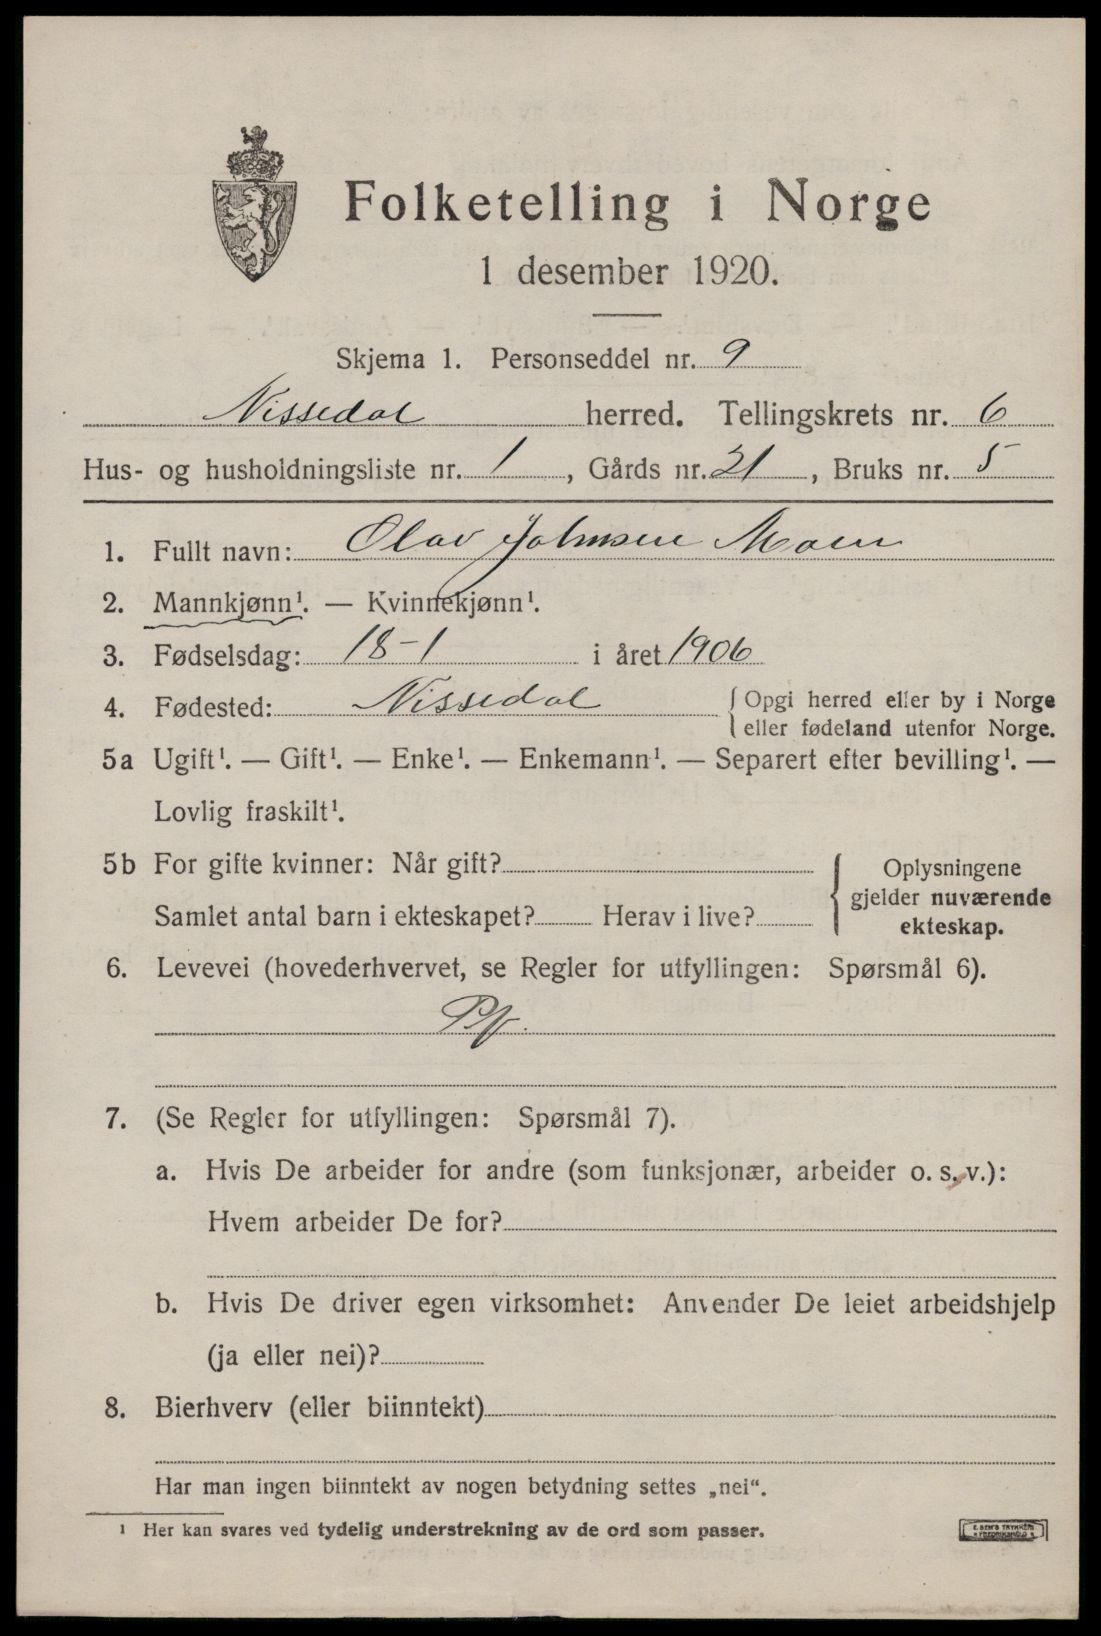 Folketelling i Norge
1 desember 1920.
Skjema 1. Personseddel nr. 9
Nissedal herred. Tellingskrets nr. 6
Hus- og husholdningsliste nr. 1, Gårds nr. 21, Bruks nr. 5
1. Fullt navn: Olav Johnsen Moen
2. Mannkjønn¹. — Kvinnekjønn¹.
3. Fødselsdag: 18-1 i året 1906
4. Fødested: Nissedal { Opgi herred eller by i Norge
eller fødeland utenfor Norge.
5a Ugift¹. — Gift¹. — Enke¹. — Enkemann¹. — Separert efter bevilling¹. —
Lovlig fraskilt¹.
5b For gifte kvinner: Når gift?
Samlet antal barn i ekteskapet? Herav i live?
Oplysningene
gjelder nuværende
ekteskap.
6. Levevei (hovederhvervet, se Regler for utfyllingen: Spørsmål 6).
7. (Se Regler for utfyllingen: Spørsmål 7).
a. Hvis De arbeider for andre (som funksjonær, arbeider o. s. v.):
Hvem arbeider De for?
b. Hvis De driver egen virksomhet: Anvender De leiet arbeidshjelp
(ja eller nei)?
8. Bierhverv (eller biinntekt)
Har man ingen biinntekt av nogen betydning settes „nei“.
¹ Her kan svares ved tydelig understrekning av de ord som passer.